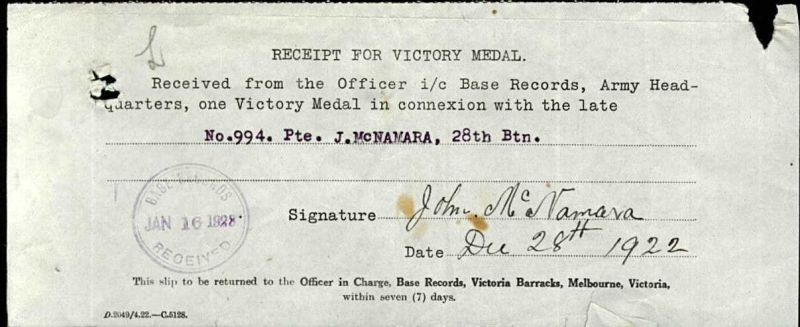 RECEIPT FOR VICTORY MEDAL.
Received from the Officer i/c Base Records, Army Head-
quarters, one Victory Medal in connexion with the late
No.994. Pte. J.McNAMARA, 28th Btn.
BASE RECORDS
JAN 16 1923
RECEIVED
Signature John McNamara
Date Dec 28th 1922
This slip to be returned to the Officer in Charge, Base Records, Victoria Barracks, Melbourne, Victoria,
within seven (7) days.
D.2049/4.22.—C.5128.